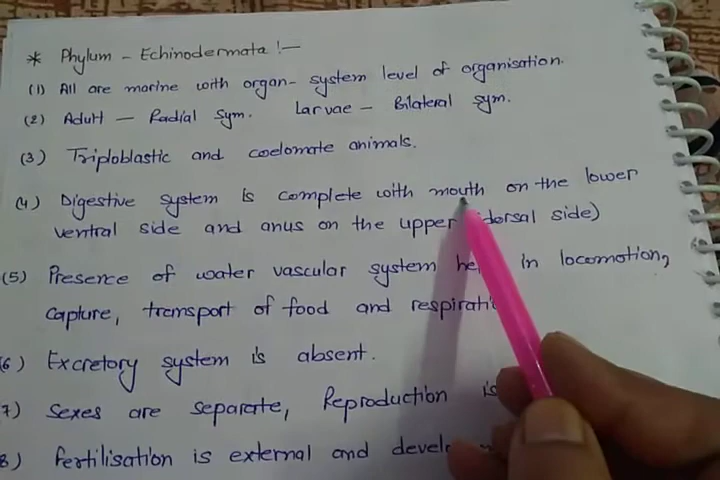 * Phylum - Echinodermata !-
(1) All are marine with organ- system level of organisation.
(2) Adult - Radial sym. Larvae - Bilateral sym.
(3) Triploblastic and coelomate animals.
(4) Digestive system is complete with mouth on the lower
ventral side and anus on the upper (dorsal side)
(5) Presence of water vascular system in locomotion,
capture, transport of food and
(6) Excretory system is absent.
7) Sexes are separate, Reproduction is
8) Fertilisation is external and